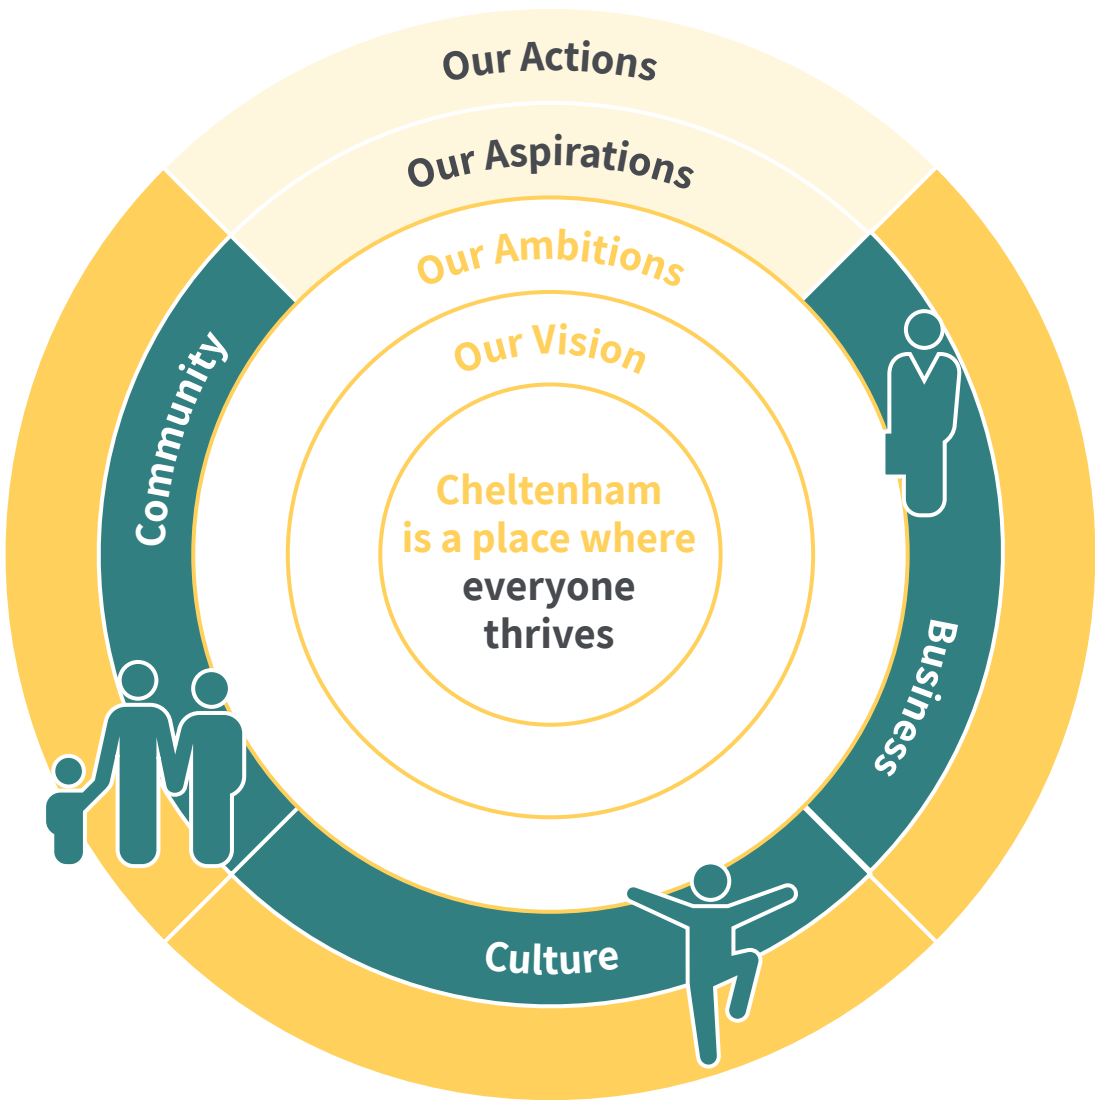 Our Actions
Our Aspirations
Our Ambitions
Our Vision
Cheltenham
is a place where
everyone
thrives
Community
Business
Culture